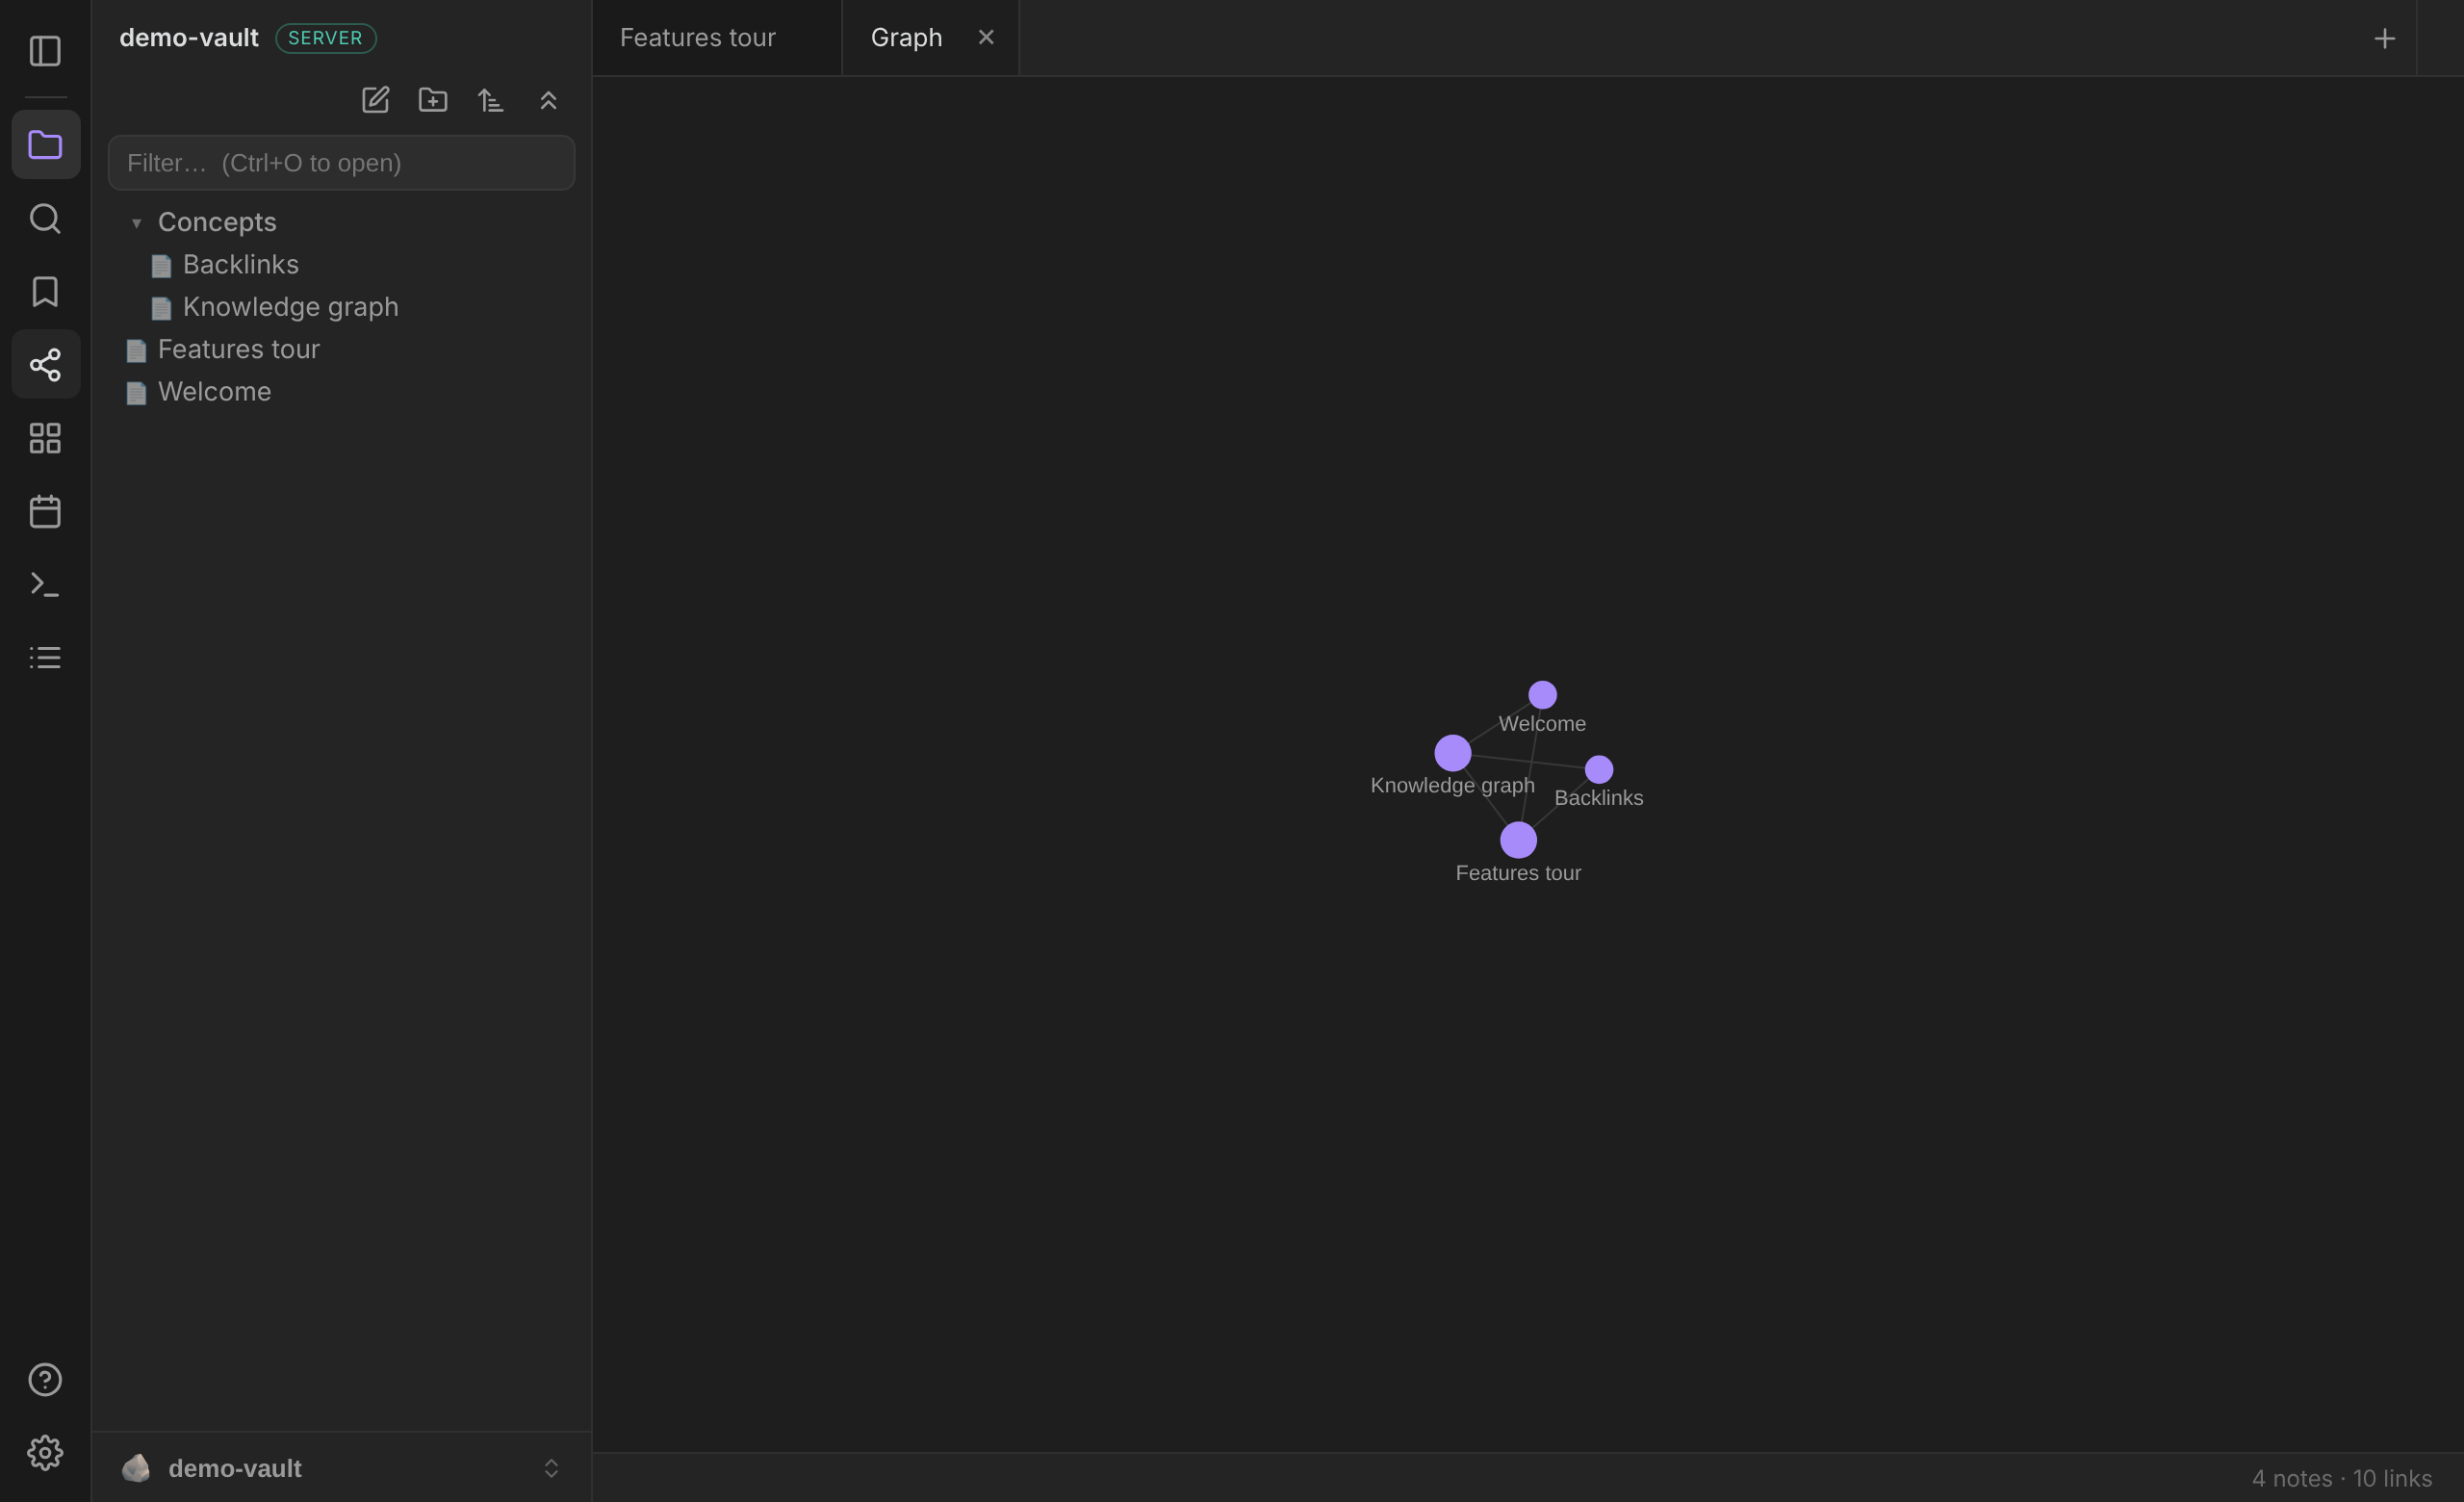 demo-vault SERVER
Filter… (Ctrl+O to open)
Concepts
Backlinks
Knowledge graph
Features tour
Welcome
demo-vault
Features tour
Graph
Welcome
Knowledge graph
Backlinks
Features tour
4 notes · 10 links